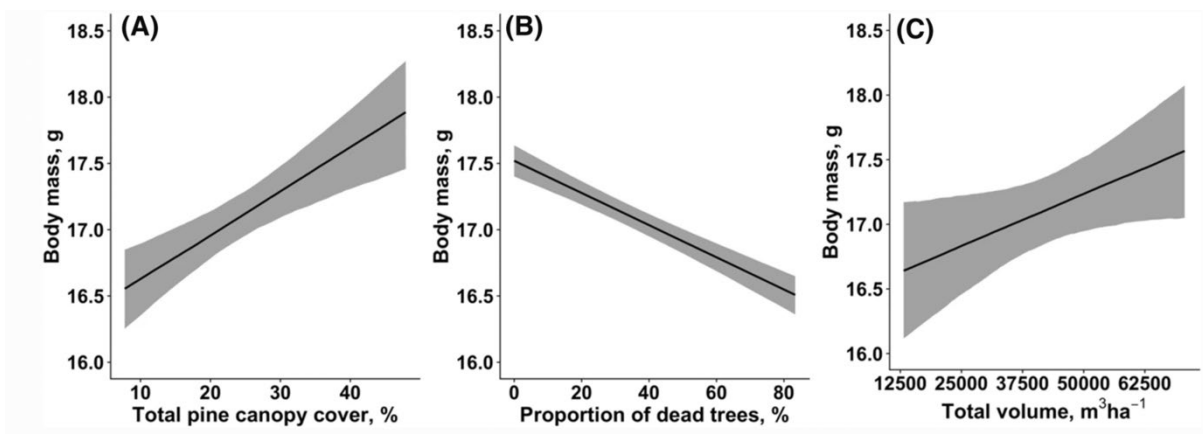 (A)
Body mass, g
18.5
18.0
17.5
17.0
16.5
16.0
10 20 30 40
Total pine canopy cover, %
(B)
Body mass, g
18.5
18.0
17.5
17.0
16.5
16.0
0 20 40 60 80
Proportion of dead trees, %
(C)
Body mass, g
18.5
18.0
17.5
17.0
16.5
16.0
12500 25000 37500 50000 62500
Total volume, m³ha⁻¹